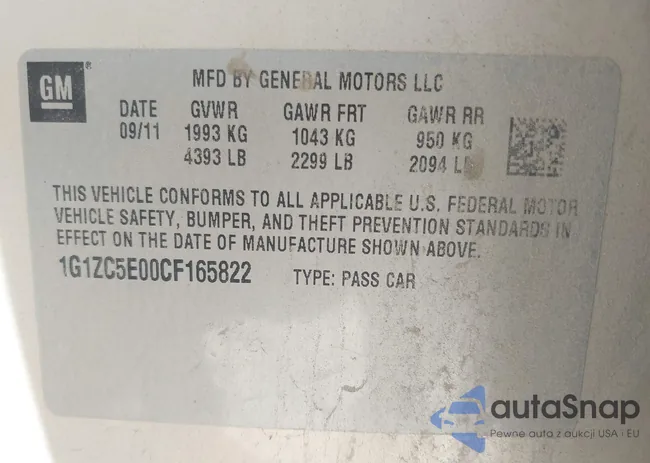 GM ®
MFD BY GENERAL MOTORS LLC
DATE GVWR GAWR FRT GAWR RR
09/11 1993 KG 1043 KG 950 KG
4393 LB 2299 LB 2094 LB
THIS VEHICLE CONFORMS TO ALL APPLICABLE U.S. FEDERAL MOTOR
VEHICLE SAFETY, BUMPER, AND THEFT PREVENTION STANDARDS IN
EFFECT ON THE DATE OF MANUFACTURE SHOWN ABOVE.
1G1ZC5E00CF165822 TYPE: PASS CAR
autaSnap
Pewne auta z aukcji USA i EU